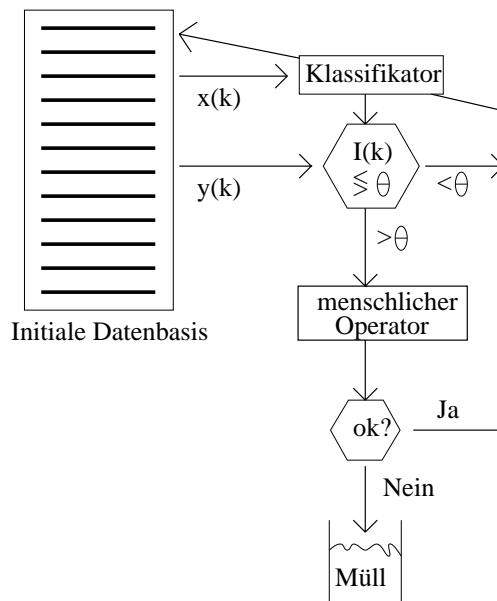 Klassifikator
x(k)
I(k)
≶ θ
y(k)
<θ
>θ
menschlicher
Operator
Initiale Datenbasis
ok?
Ja
Nein
Müll